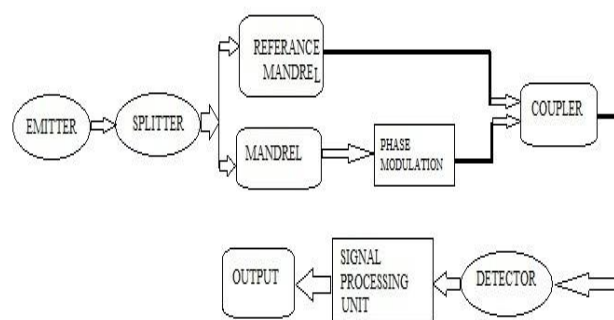 REFERANCE
MANDREL
EMITTER
SPLITTER
COUPLER
MANDREL
PHASE
MODULATION
OUTPUT
SIGNAL
PROCESSING
UNIT
DETECTOR